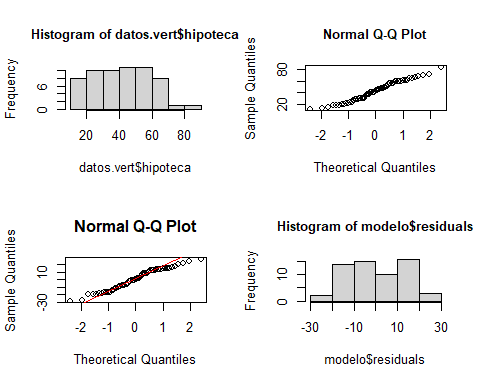 Histogram of datos.vert$hipoteca
Frequency
6
0
20 40 60 80
datos.vert$hipoteca
Normal Q-Q Plot
Sample Quantiles
80
20
-2 -1 0 1 2
Theoretical Quantiles
Normal Q-Q Plot
Sample Quantiles
10
-30
-2 -1 0 1 2
Theoretical Quantiles
Histogram of modelo$residuals
Frequency
10
0
-30 -10 10 30
modelo$residuals